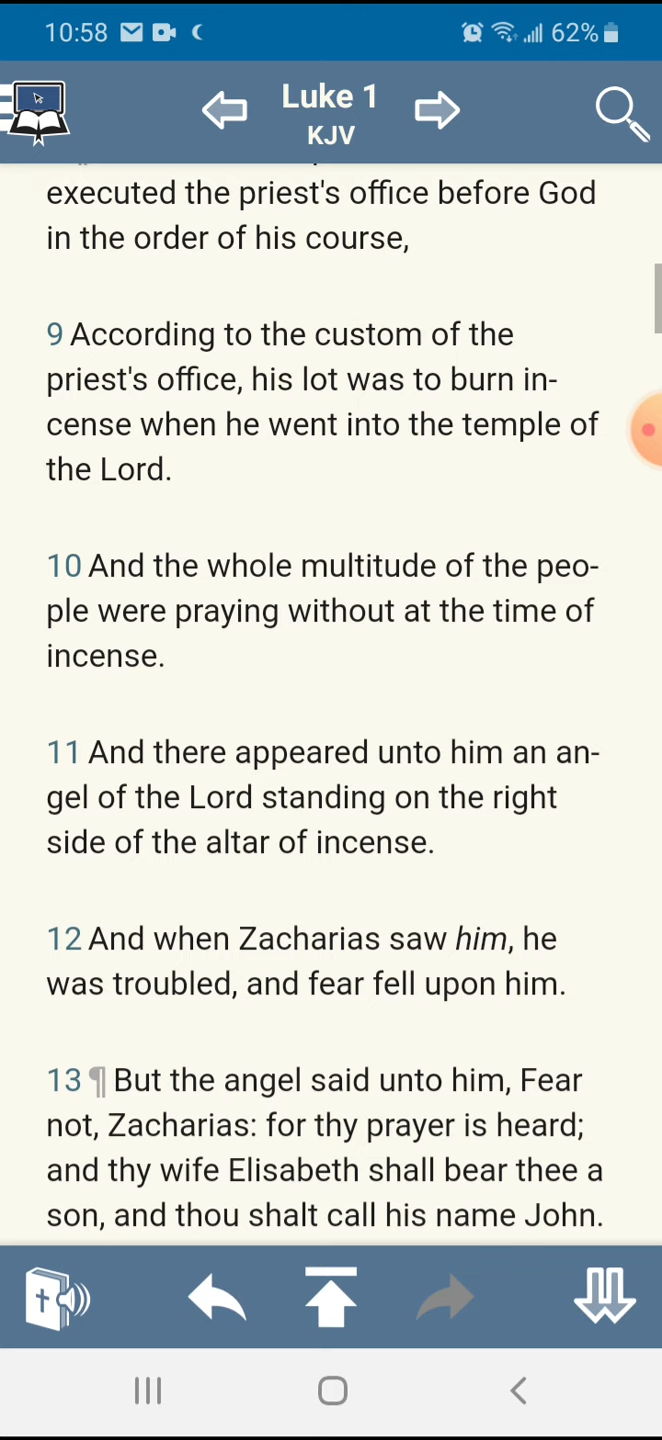 10:58
62%
Luke 1
KJV
executed the priest's office before God
in the order of his course,
9 According to the custom of the
priest's office, his lot was to burn in-
cense when he went into the temple of
the Lord.
10 And the whole multitude of the peo-
ple were praying without at the time of
incense.
11 And there appeared unto him an an-
gel of the Lord standing on the right
side of the altar of incense.
12 And when Zacharias saw him, he
was troubled, and fear fell upon him.
13 ¶ But the angel said unto him, Fear
not, Zacharias: for thy prayer is heard;
and thy wife Elisabeth shall bear thee a
son, and thou shalt call his name John.